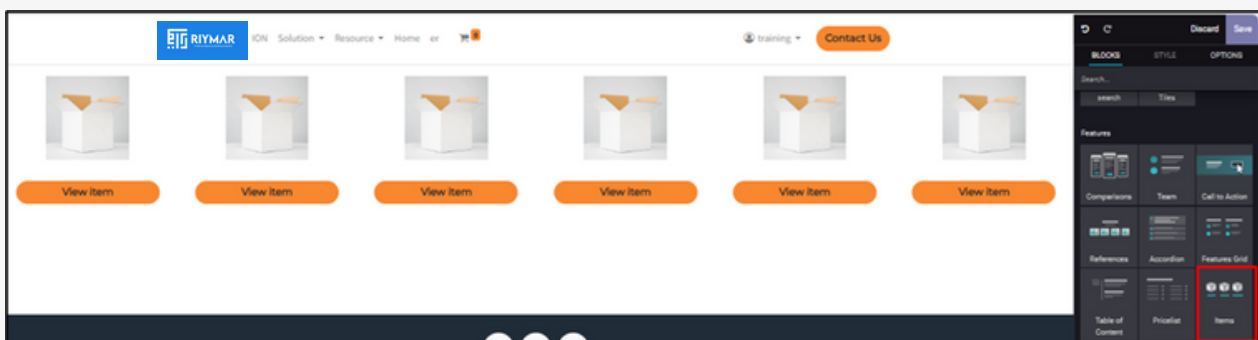 RIYMAR
ION Solution Resource Home er 0 training Contact Us
Discard Save
BLOCKS STYLE OPTIONS
Search...
search Tiles
Features
View item View item View item View item View item View item
Comparisons Team Call to Action
References Accordion Features Grid
Table of Content Pricelist Items